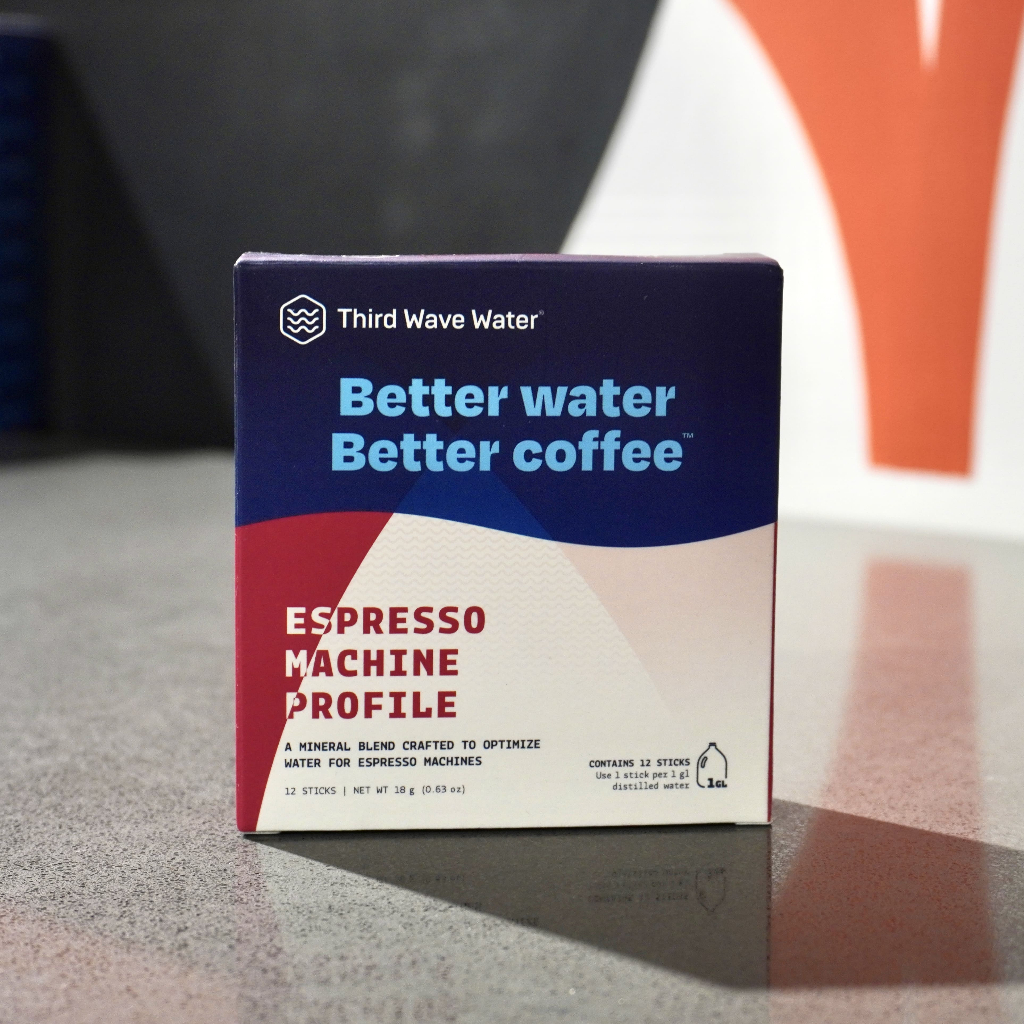 Third Wave Water®
Better water
Better coffee™
ESPRESSO
MACHINE
PROFILE
A MINERAL BLEND CRAFTED TO OPTIMIZE
WATER FOR ESPRESSO MACHINES
12 STICKS | NET WT 18 g (0.63 oz)
CONTAINS 12 STICKS
Use 1 stick per 1 gl
distilled water
1GL